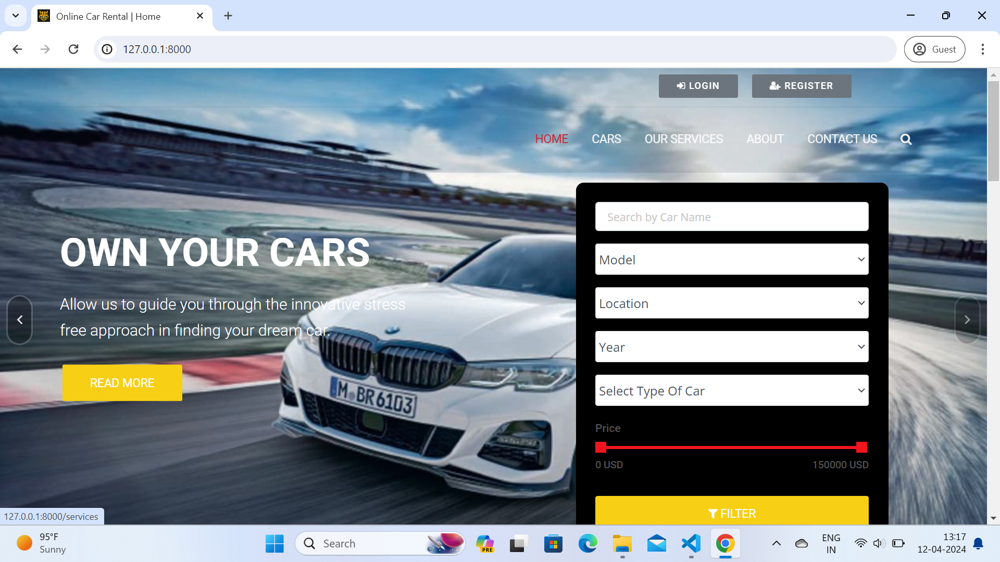 Online Car Rental | Home
127.0.0.1:8000
Guest
LOGIN
REGISTER
HOME
CARS
OUR SERVICES
ABOUT
CONTACT US
OWN YOUR CARS
Allow us to guide you through the innovative stress
free approach in finding your dream car.
READ MORE
M BR 6103
Search by Car Name
Model
Location
Year
Select Type Of Car
Price
0 USD
150000 USD
FILTER
127.0.0.1:8000/services
95°F
Sunny
Search
PRE
ENG
IN
13:17
12-04-2024